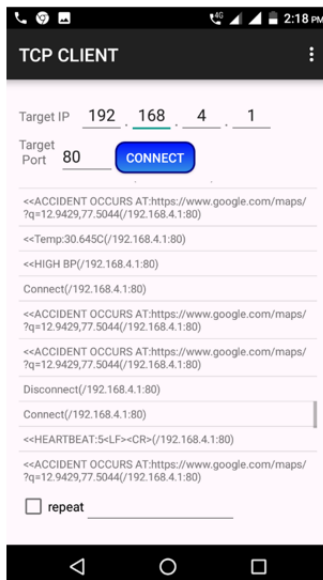 4G 2:18 PM
TCP CLIENT
Target IP 192 . 168 . 4 . 1
Target
Port 80 CONNECT
<<ACCIDENT OCCURS AT:https://www.google.com/maps/
?q=12.9429,77.5044(/192.168.4.1:80)
<<Temp:30.645C(/192.168.4.1:80)
<<HIGH BP(/192.168.4.1:80)
Connect(/192.168.4.1:80)
<<ACCIDENT OCCURS AT:https://www.google.com/maps/
?q=12.9429,77.5044(/192.168.4.1:80)
<<ACCIDENT OCCURS AT:https://www.google.com/maps/
?q=12.9429,77.5044(/192.168.4.1:80)
Disconnect(/192.168.4.1:80)
Connect(/192.168.4.1:80)
<<HEARTBEAT:5<LF><CR>(/192.168.4.1:80)
<<ACCIDENT OCCURS AT:https://www.google.com/maps/
?q=12.9429,77.5044(/192.168.4.1:80)
repeat